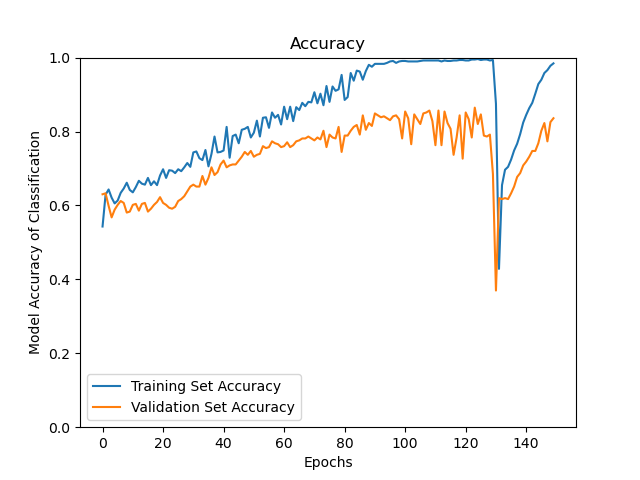 Accuracy
1.0
0.8
0.6
0.4
0.2
0.0
Model Accuracy of Classification
Training Set Accuracy
Validation Set Accuracy
0 20 40 60 80 100 120 140
Epochs